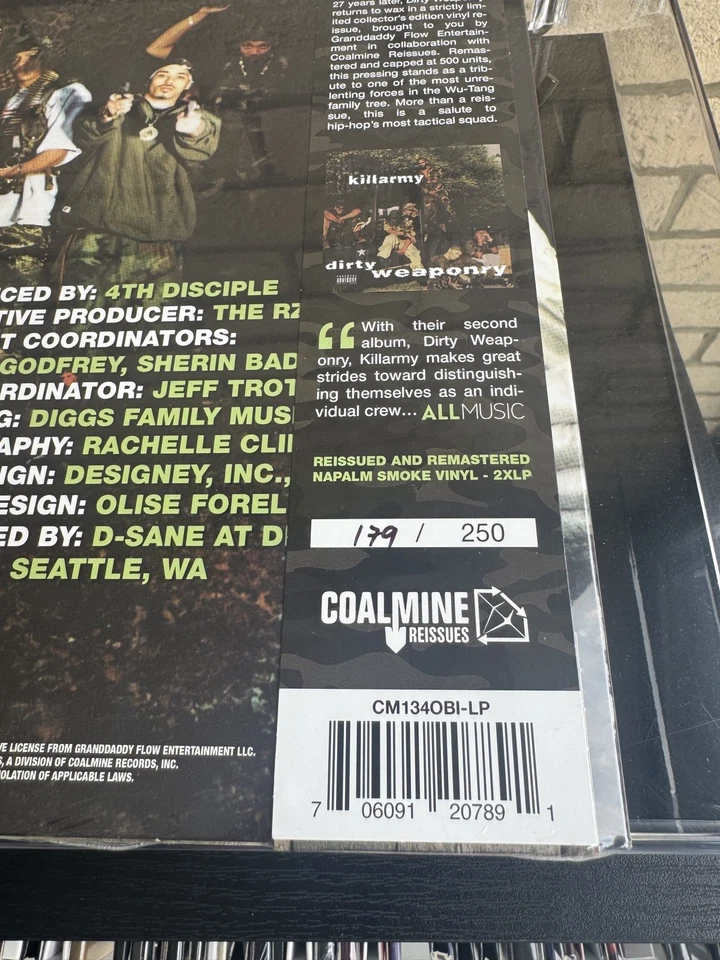 27 years later, Dirty Weaponry
returns to wax in a strictly lim-
ited collector's edition vinyl re-
issue, brought to you by
Granddaddy Flow Entertain-
ment in collaboration with
Coalmine Reissues. Remas-
tered and capped at 500 units,
this pressing stands as a trib-
ute to one of the most unre-
lenting forces in the Wu-Tang
family tree. More than a reis-
sue, this is a salute to
hip-hop's most tactical squad.
killarmy
dirty weaponry
CED BY: 4TH DISCIPLE
TIVE PRODUCER: THE RZ
T COORDINATORS:
GODFREY, SHERIN BAD
RDINATOR: JEFF TROT
G: DIGGS FAMILY MUS
APHY: RACHELLE CLI
IGN: DESIGNEY, INC.,
ESIGN: OLISE FOREL
ED BY: D-SANE AT D
SEATTLE, WA
VE LICENSE FROM GRANDDADDY FLOW ENTERTAINMENT LLC.
S, A DIVISION OF COALMINE RECORDS, INC.
OLATION OF APPLICABLE LAWS.
“ With their second
album, Dirty Weap-
onry, Killarmy makes great
strides toward distinguish-
ing themselves as an indi-
vidual crew... ALLMUSIC
REISSUED AND REMASTERED
NAPALM SMOKE VINYL - 2XLP
179 / 250
COALMINE
REISSUES
CM134OBI-LP
7 06091 20789 1